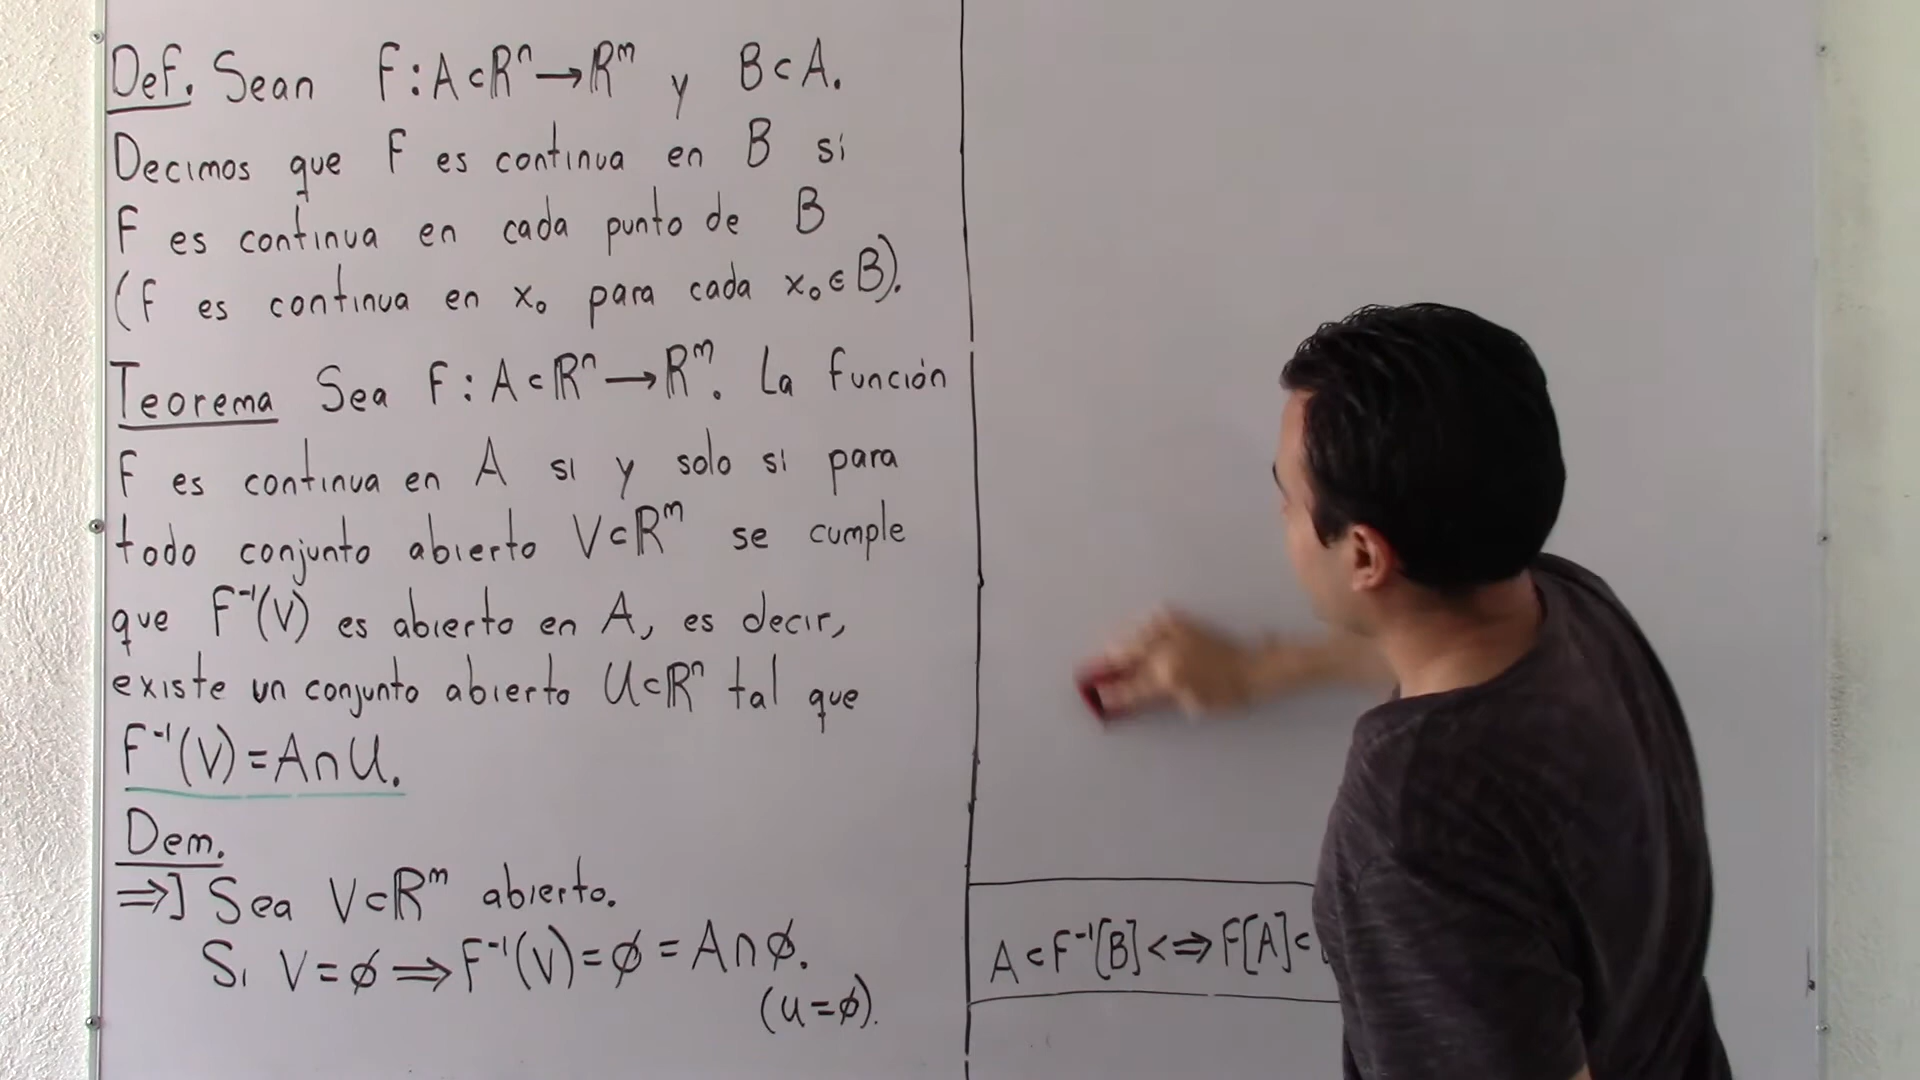 Def. Sean F: A⊂ℝⁿ→ℝᵐ y B⊂A.
Decimos que F es continua en B si
F es continua en cada punto de B
(F es continua en x₀ para cada x₀∈B).
Teorema Sea F: A⊂ℝⁿ→ℝᵐ. La función
F es continua en A si y solo si para
todo conjunto abierto V⊂ℝᵐ se cumple
que F⁻¹(V) es abierto en A, es decir,
existe un conjunto abierto U⊂ℝⁿ tal que
F⁻¹(V)=A∩U.
Dem.
⇒] Sea V⊂ℝᵐ abierto.
Si V=∅ ⇒ F⁻¹(V)=∅=A∩∅.
(U=∅).
A⊂F⁻¹[B]<⇒>F[A]⊂